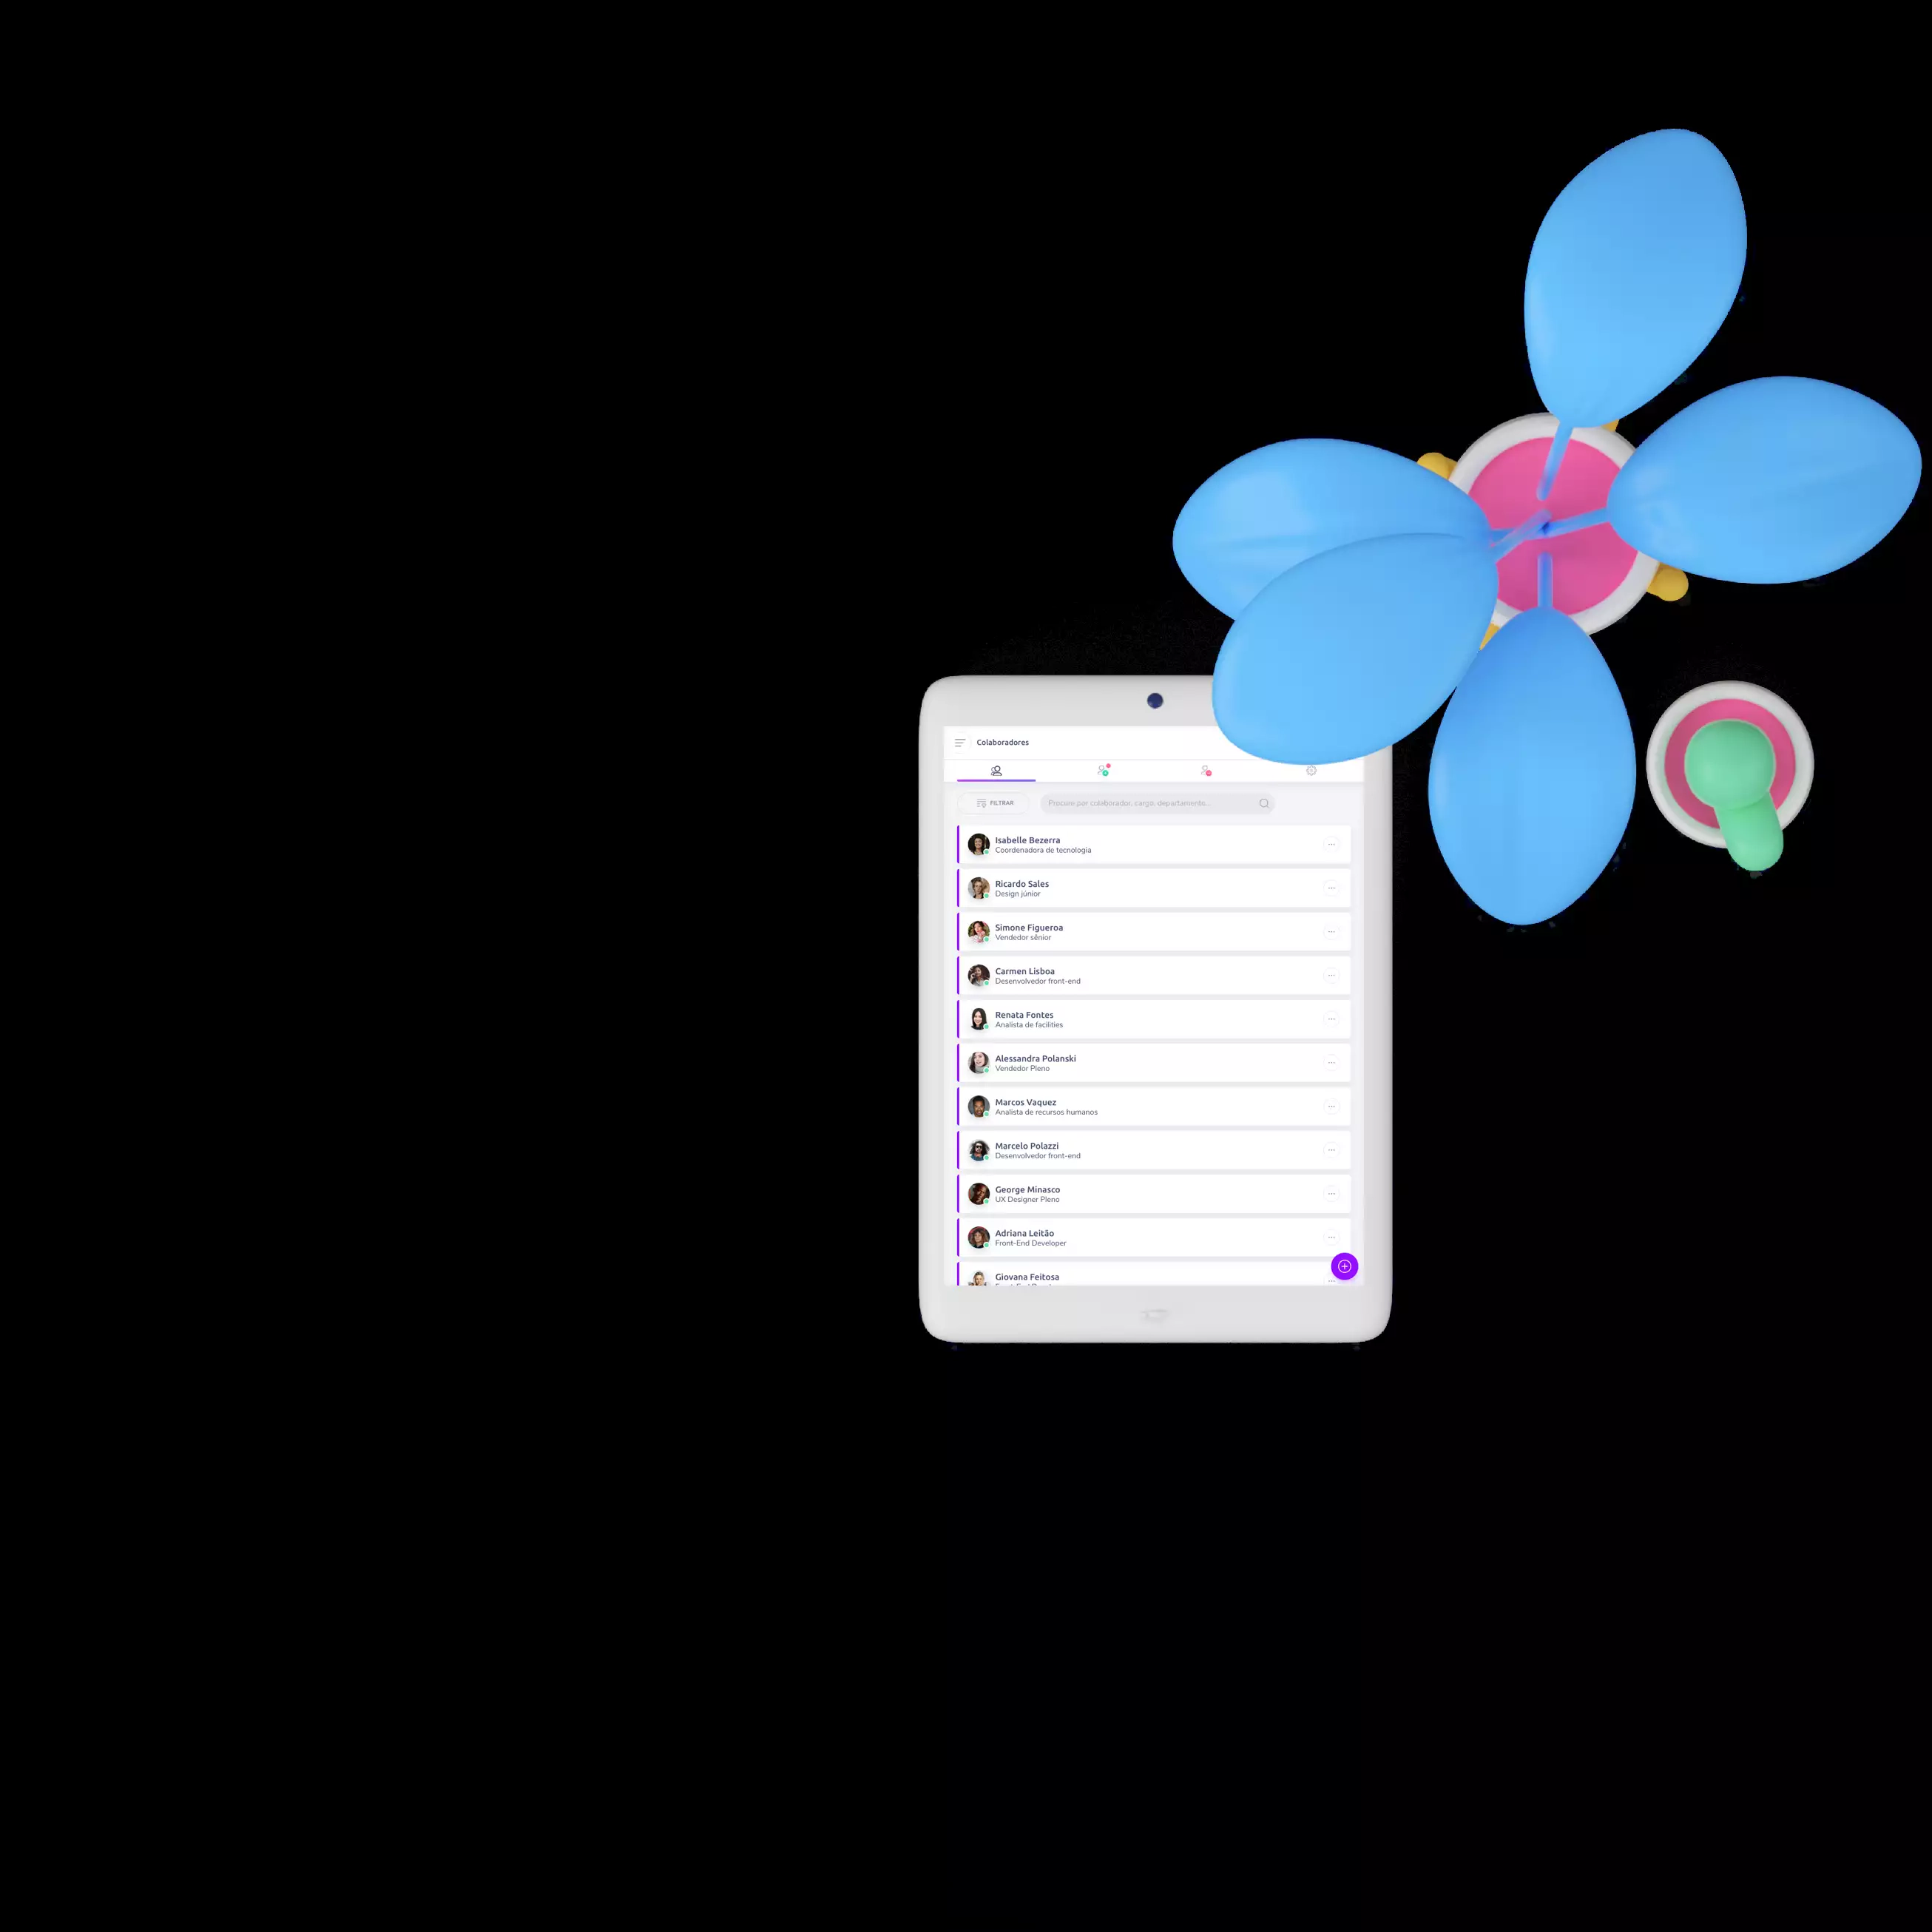 Colaboradores
FILTRAR
Procure por colaborador, cargo, departamento...
Isabelle Bezerra
Coordenadora de tecnologia
Ricardo Sales
Design júnior
Simone Figueroa
Vendedor sênior
Carmen Lisboa
Desenvolvedor front-end
Renata Fontes
Analista de facilities
Alessandra Polanski
Vendedor Pleno
Marcos Vaquez
Analista de recursos humanos
Marcelo Polazzi
Desenvolvedor front-end
George Minasco
UX Designer Pleno
Adriana Leitão
Front-End Developer
Giovana Feitosa